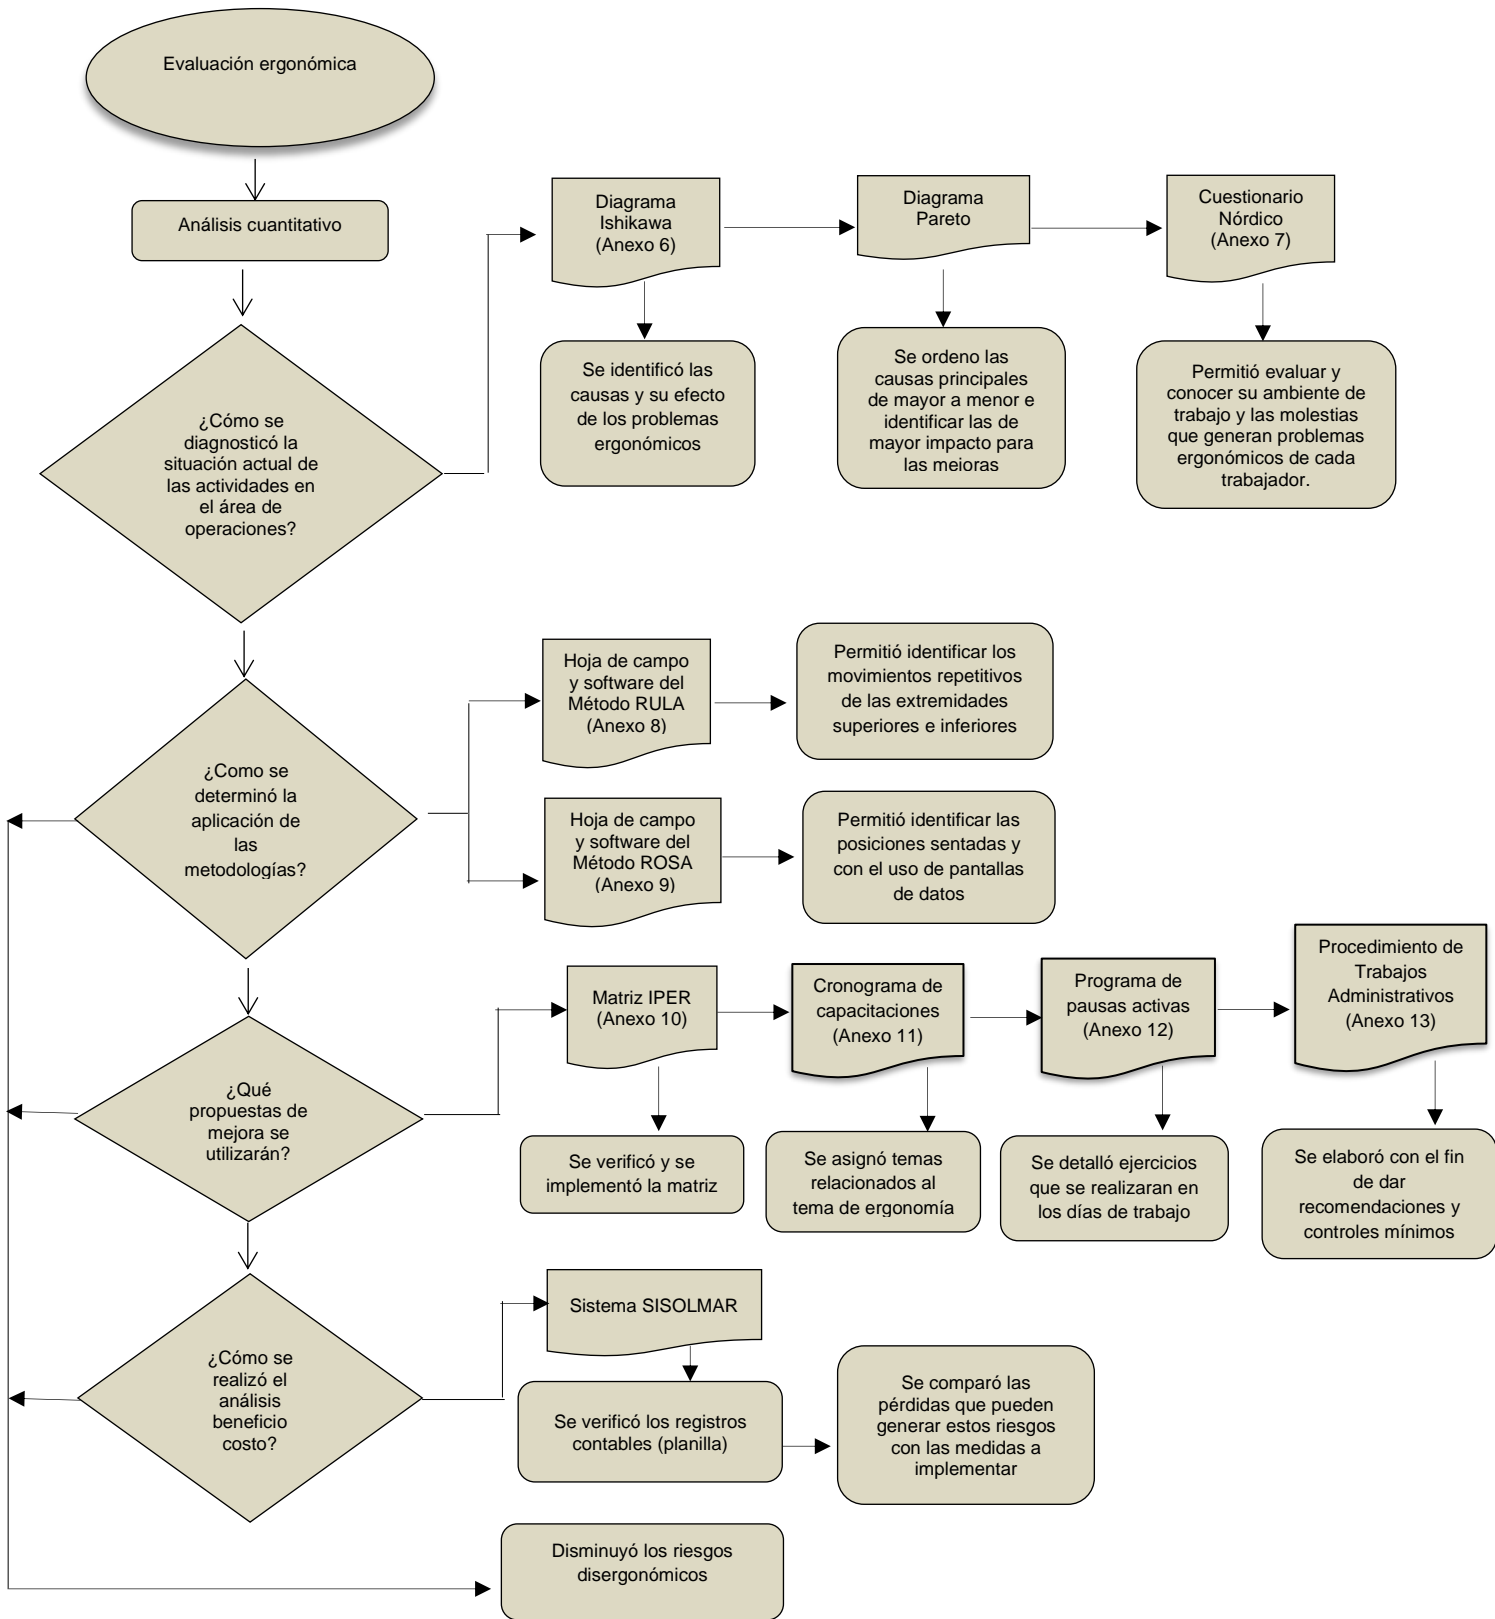 Evaluación ergonómica
Análisis cuantitativo
Diagrama
Ishikawa
(Anexo 6)
Diagrama
Pareto
Cuestionario
Nórdico
(Anexo 7)
¿Cómo se
diagnosticó la
situación actual de
las actividades en
el área de
operaciones?
Se identificó las
causas y su efecto
de los problemas
ergonómicos
Se ordeno las
causas principales
de mayor a menor e
identificar las de
mayor impacto para
las meioras
Permitió evaluar y
conocer su ambiente de
trabajo y las molestias
que generan problemas
ergonómicos de cada
trabajador.
¿Como se
determinó la
aplicación de
las
metodologías?
Hoja de campo
y software del
Método RULA
(Anexo 8)
Permitió identificar los
movimientos repetitivos
de las extremidades
superiores e inferiores
Hoja de campo
y software del
Método ROSA
(Anexo 9)
Permitió identificar las
posiciones sentadas y
con el uso de pantallas
de datos
¿Qué
propuestas de
mejora se
utilizarán?
Matriz IPER
(Anexo 10)
Cronograma de
capacitaciones
(Anexo 11)
Programa de
pausas activas
(Anexo 12)
Procedimiento de
Trabajos
Administrativos
(Anexo 13)
Se verificó y se
implementó la matriz
Se asignó temas
relacionados al
tema de ergonomía
Se detalló ejercicios
que se realizaran en
los días de trabajo
Se elaboró con el fin
de dar
recomendaciones y
controles mínimos
¿Cómo se
realizó el
análisis
beneficio
costo?
Sistema SISOLMAR
Se verificó los registros
contables (planilla)
Se comparó las
pérdidas que pueden
generar estos riesgos
con las medidas a
implementar
Disminuyó los riesgos
disergonómicos